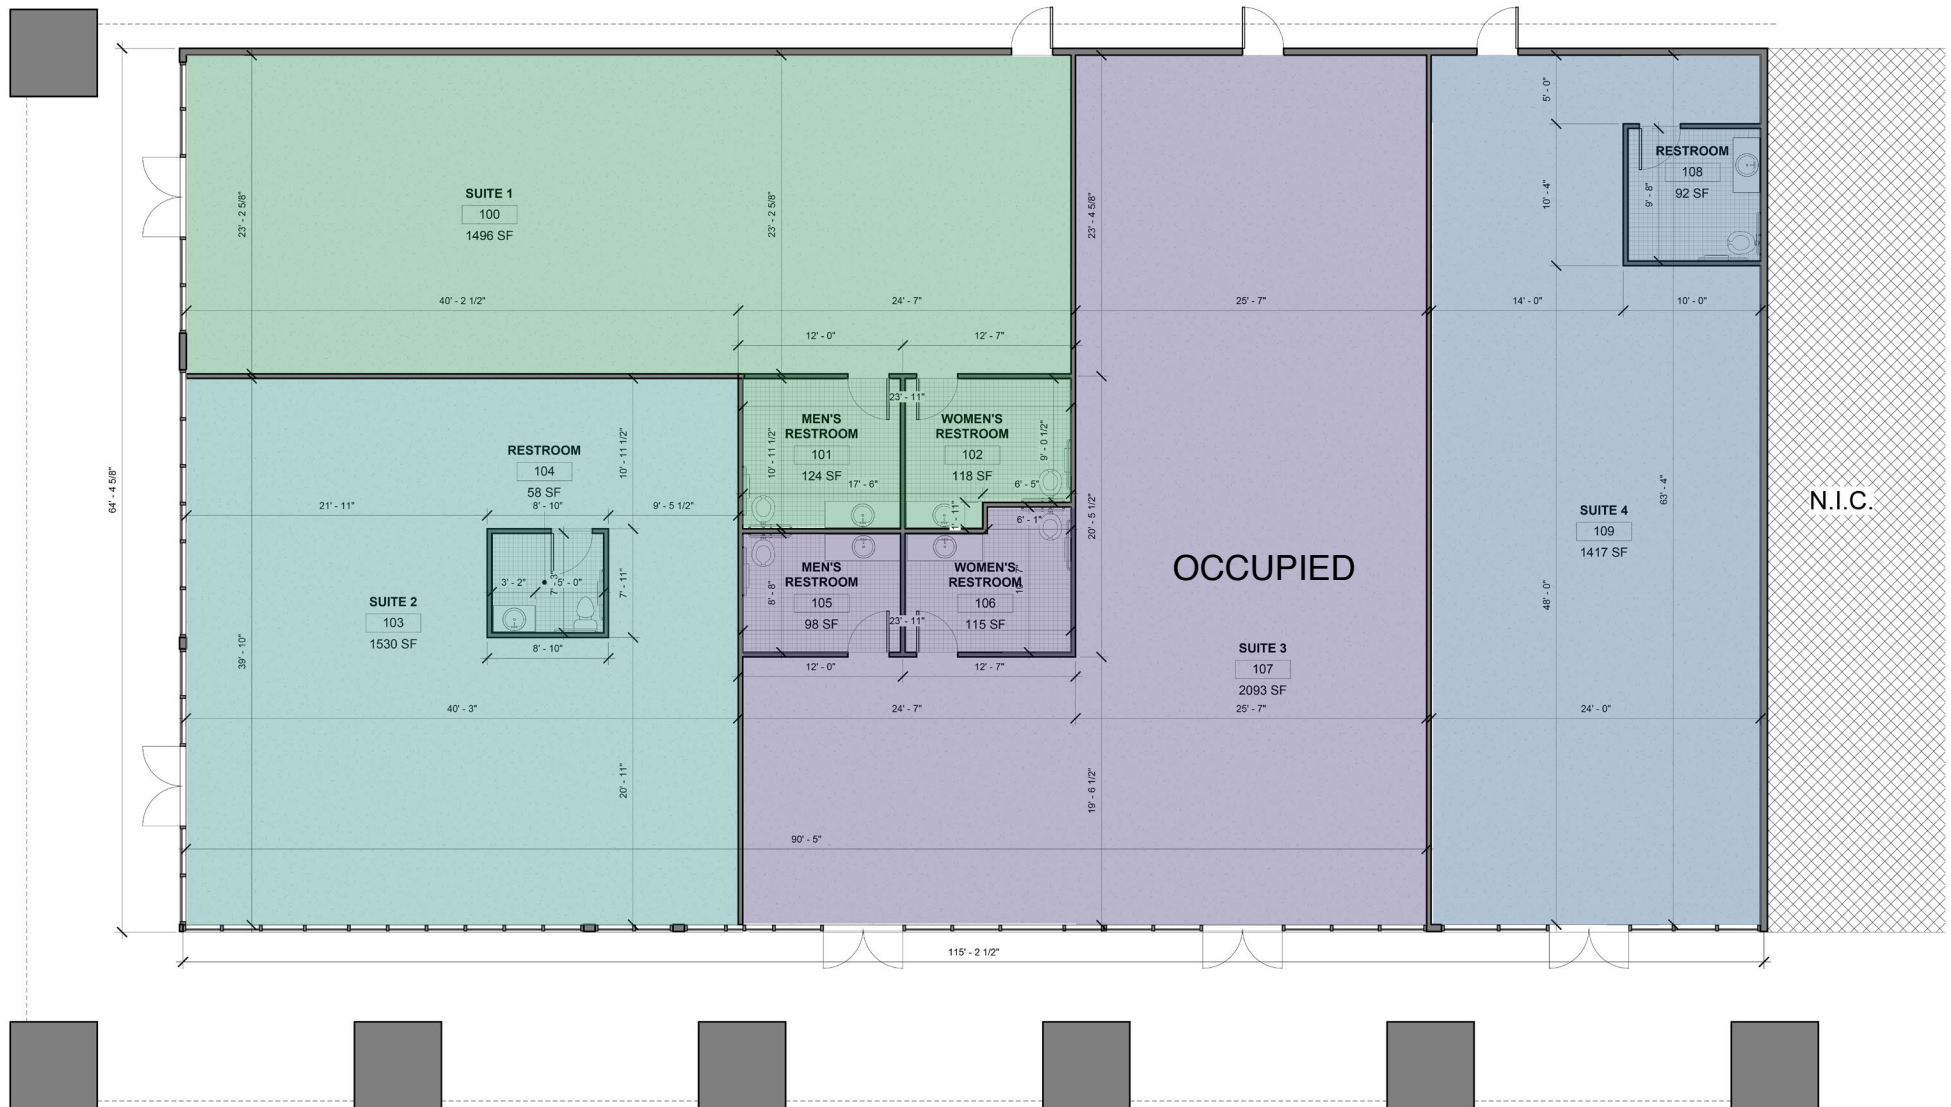 5' - 0"
SUITE 1
100
1496 SF
23' - 2 5/8"
23' - 2 5/8"
23' - 4 5/8"
RESTROOM
108
92 SF
10' - 4"
9' - 8"
40' - 2 1/2"
24' - 7"
25' - 7"
14' - 0"
10' - 0"
12' - 0"
12' - 7"
23' - 11"
MEN'S
RESTROOM
101
124 SF
10' - 11 1/2"
17' - 6"
WOMEN'S
RESTROOM
102
118 SF
9' - 0 1/2"
6' - 5"
6' - 1"
RESTROOM
104
58 SF
8' - 10"
10' - 11 1/2"
21' - 11"
9' - 5 1/2"
64' - 4 5/8"
20' - 5 1/2"
63' - 4"
N.I.C.
SUITE 4
109
1417 SF
OCCUPIED
3' - 2"
5' - 0"
7' - 11"
8' - 10"
SUITE 2
103
1530 SF
39' - 10"
MEN'S
RESTROOM
105
98 SF
8' - 8"
WOMEN'S
RESTROOM
106
115 SF
23' - 11"
48' - 0"
SUITE 3
107
2093 SF
12' - 0"
12' - 7"
40' - 3"
24' - 7"
25' - 7"
24' - 0"
20' - 11"
19' - 6 1/2"
90' - 5"
115' - 2 1/2"